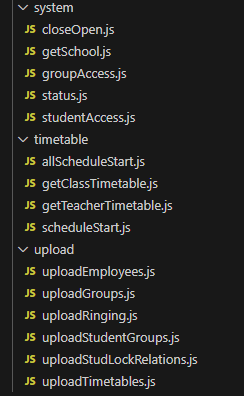 system
JS closeOpen.js
JS getSchool.js
JS groupAccess.js
JS status.js
JS studentAccess.js
timetable
JS allScheduleStart.js
JS getClassTimetable.js
JS getTeacherTimetable.js
JS scheduleStart.js
upload
JS uploadEmployees.js
JS uploadGroups.js
JS uploadRinging.js
JS uploadStudentGroups.js
JS uploadStudLockRelations.js
JS uploadTimetables.js